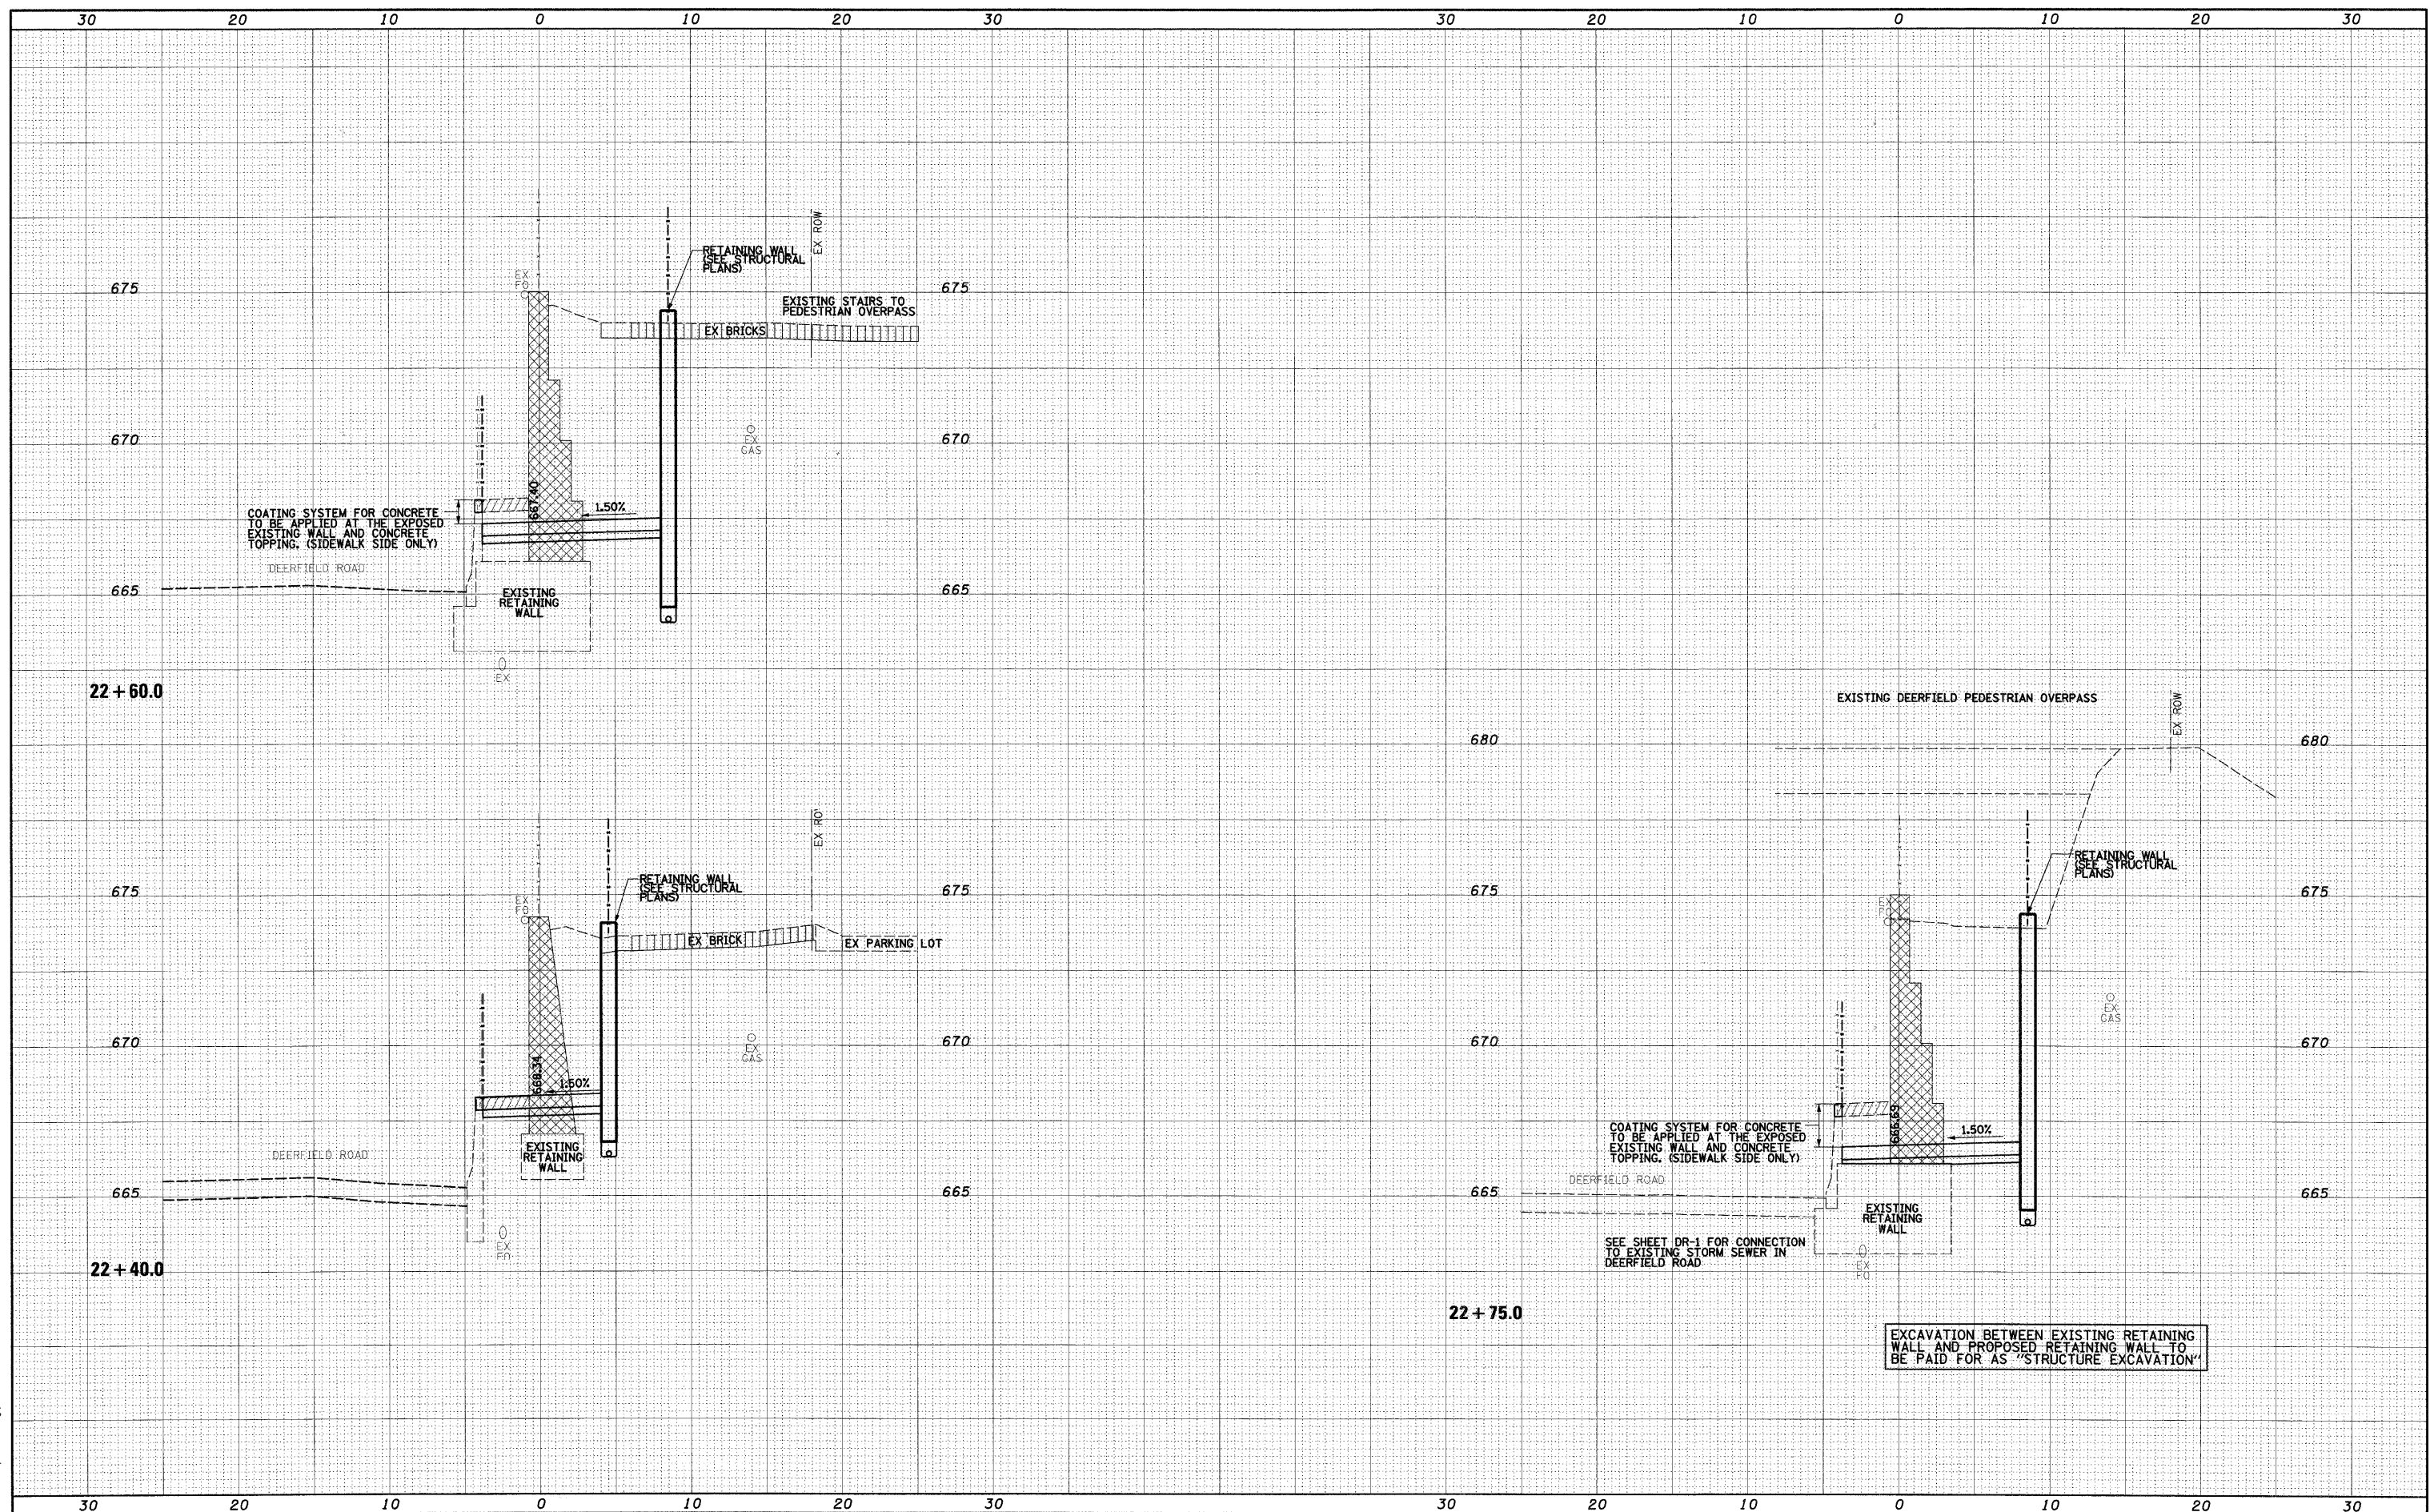 30 20 10 0 10 20 30 30 20 10 0 10 20 30
EX ROW
RETAINING WALL
(SEE STRUCTURAL
PLANS)
EX
FO
675
675
EXISTING STAIRS TO
PEDESTRIAN OVERPASS
EX BRICKS
670
670
EX
GAS
667.40
1.50%
COATING SYSTEM FOR CONCRETE
TO BE APPLIED AT THE EXPOSED
EXISTING WALL AND CONCRETE
TOPPING. (SIDEWALK SIDE ONLY)
DEERFIELD ROAD
665
665
EXISTING
RETAINING
WALL
EX
22+60.0
EX RO
RETAINING WALL
(SEE STRUCTURAL
PLANS)
EX
FO
675
675
EX BRICK
EX PARKING LOT
670
670
EX
GAS
668.34
1.50%
EXISTING
RETAINING
WALL
DEERFIELD ROAD
665
665
EX
FO
22+40.0
EXISTING DEERFIELD PEDESTRIAN OVERPASS
EX ROW
680
680
RETAINING WALL
(SEE STRUCTURAL
PLANS)
675
675
EX
FO
EX
GAS
670
670
666.69
1.50%
COATING SYSTEM FOR CONCRETE
TO BE APPLIED AT THE EXPOSED
EXISTING WALL AND CONCRETE
TOPPING. (SIDEWALK SIDE ONLY)
DEERFIELD ROAD
665
665
EXISTING
RETAINING
WALL
SEE SHEET DR-1 FOR CONNECTION
TO EXISTING STORM SEWER IN
DEERFIELD ROAD
EX
FO
22+75.0
EXCAVATION BETWEEN EXISTING RETAINING
WALL AND PROPOSED RETAINING WALL TO
BE PAID FOR AS "STRUCTURE EXCAVATION"
30 20 10 0 10 20 30 30 20 10 0 10 20 30